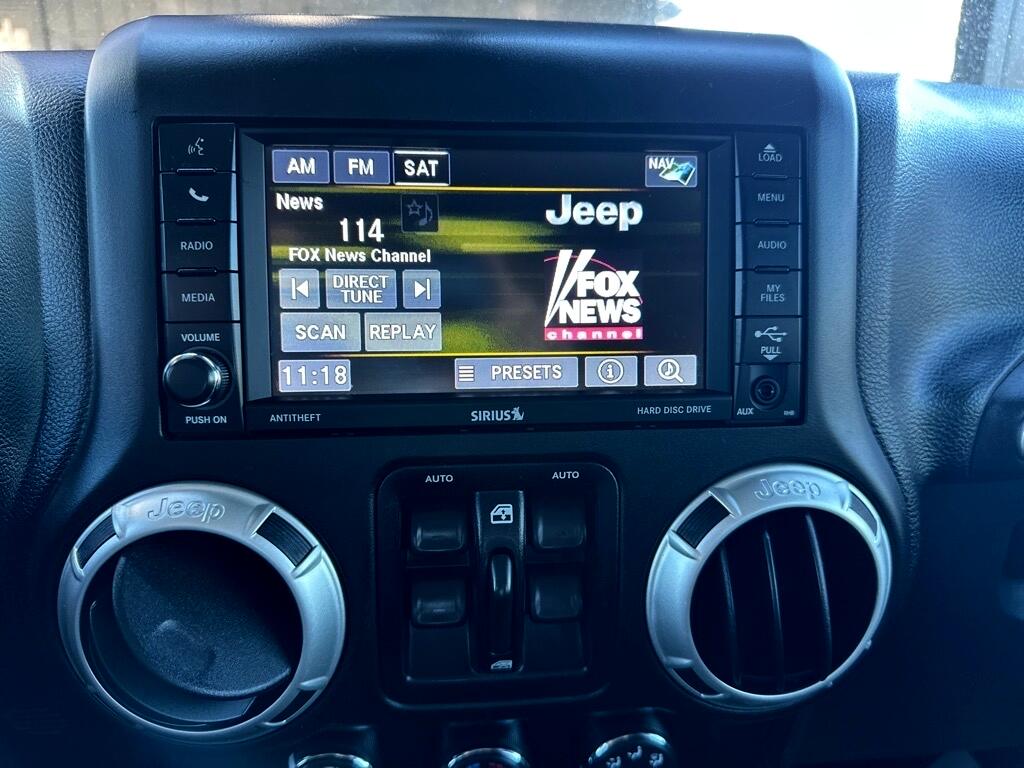 AM FM SAT NAV
News
114
FOX News Channel
DIRECT
TUNE
SCAN REPLAY
11:18 PRESETS
Jeep
FOX
NEWS
channel
RADIO
MEDIA
VOLUME
PUSH ON
LOAD
MENU
AUDIO
MY
FILES
PULL
AUX RHB
ANTITHEFT SIRIUS HARD DISC DRIVE
AUTO AUTO
Jeep Jeep